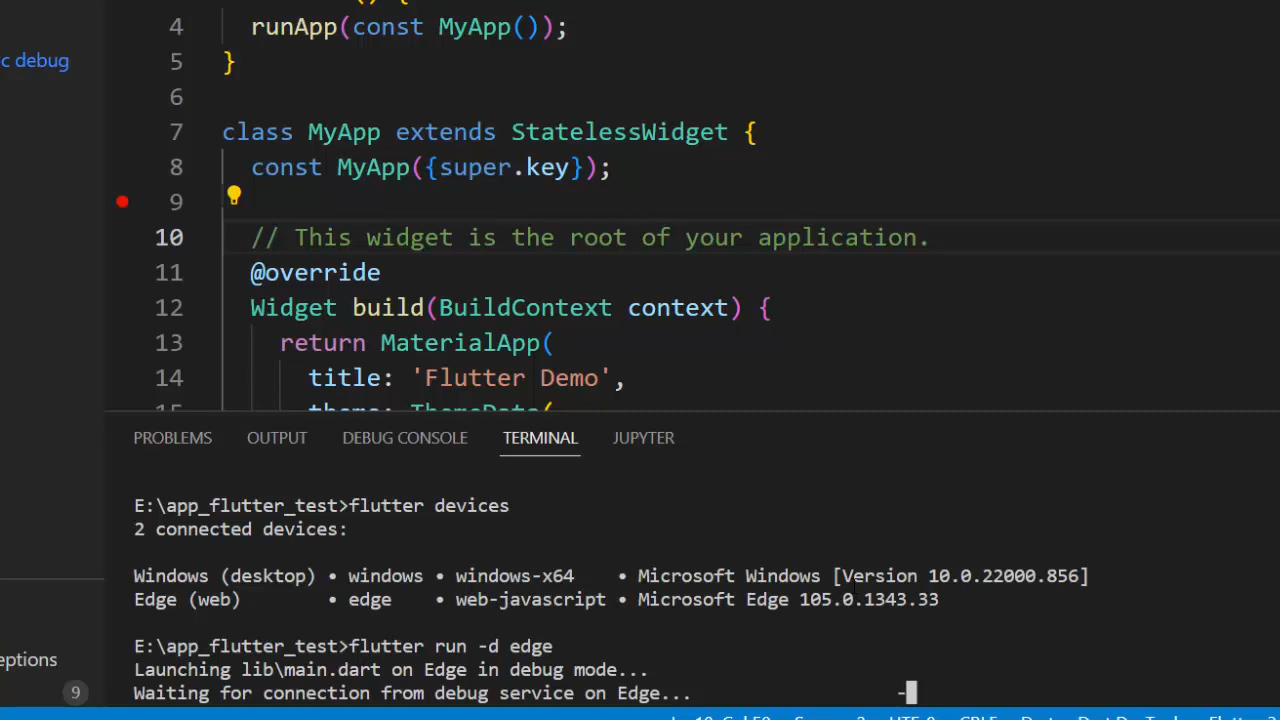 4 runApp(const MyApp());
c debug
5 }
6
7 class MyApp extends StatelessWidget {
8 const MyApp({super.key});
9
10 // This widget is the root of your application.
11 @override
12 Widget build(BuildContext context) {
13 return MaterialApp(
14 title: 'Flutter Demo',
PROBLEMS OUTPUT DEBUG CONSOLE TERMINAL JUPYTER
E:\app_flutter_test>flutter devices
2 connected devices:
Windows (desktop) • windows • windows-x64 • Microsoft Windows [Version 10.0.22000.856]
Edge (web) • edge • web-javascript • Microsoft Edge 105.0.1343.33
E:\app_flutter_test>flutter run -d edge
eptions
Launching lib\main.dart on Edge in debug mode...
9
Waiting for connection from debug service on Edge... -